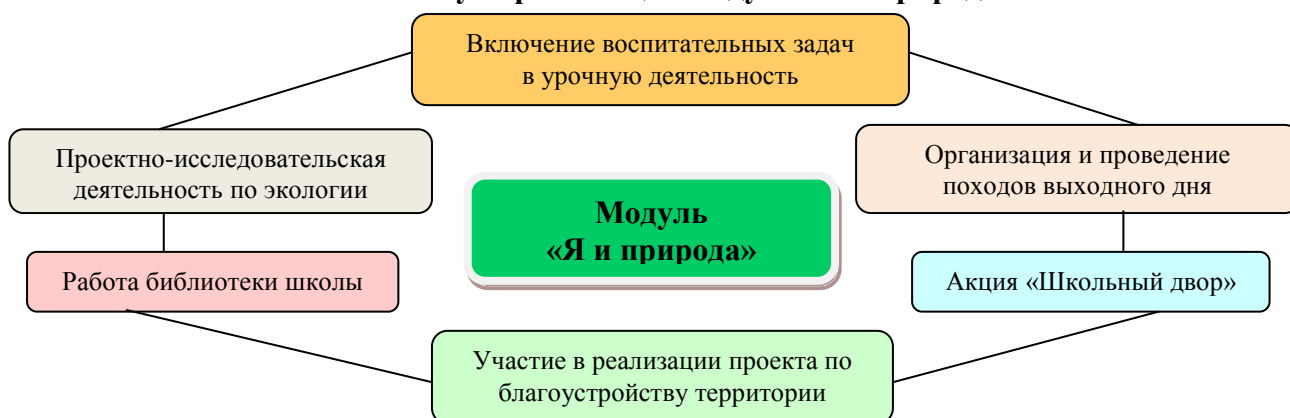 Включение воспитательных задач
в урочную деятельность
Проектно-исследовательская
деятельность по экологии
Организация и проведение
походов выходного дня
Модуль
«Я и природа»
Работа библиотеки школы
Акция «Школьный двор»
Участие в реализации проекта по
благоустройству территории